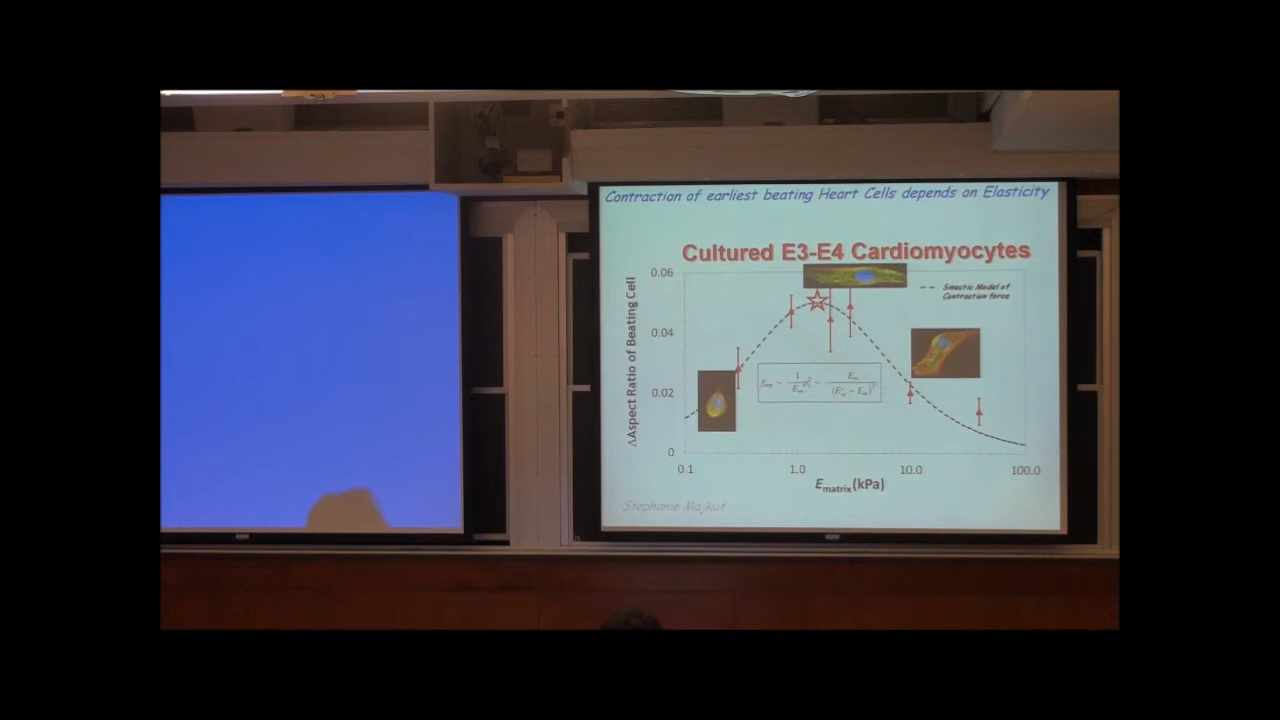 Contraction of earliest beating Heart Cells depends on Elasticity
Cultured E3-E4 Cardiomyocytes
ΔAspect Ratio of Beating Cell
0.06
0.04
0.02
0
Smectic Model of
Contraction force
0.1
1.0
10.0
100.0
Ematrix(kPa)
Stephanie Majkut